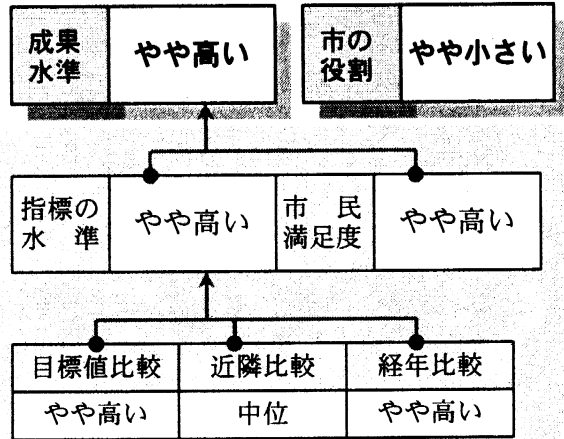 成果水準 やや高い 市の役割 やや小さい
指標の水準 やや高い 市民満足度 やや高い
目標値比較 近隣比較 経年比較
やや高い 中位 やや高い